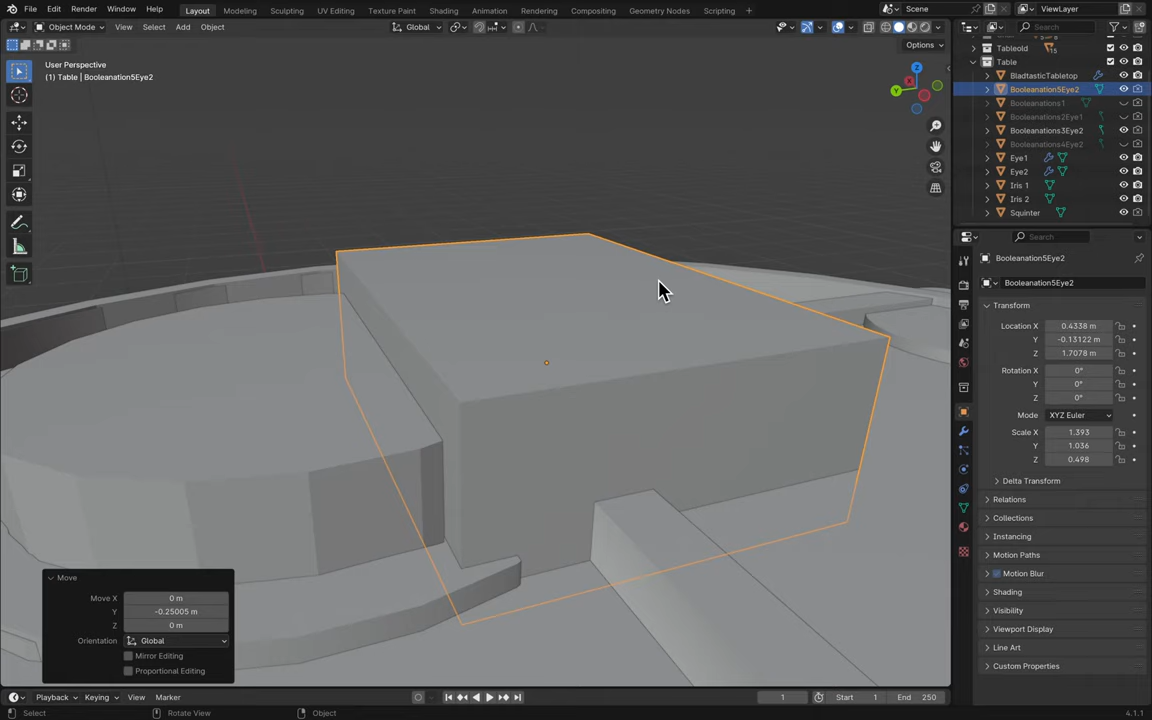 File Edit Render Window Help Layout Modeling Sculpting UV Editing Texture Paint Shading Animation Rendering Compositing Geometry Nodes Scripting + Scene ViewLayer
Object Mode View Select Add Object Global Search
Options
User Perspective
(1) Table | Booleanation5Eye2
Tableold 15
Table
BladtasticTabletop
Booleanation5Eye2
Booleanations1
Booleanations2Eye1
Booleanations3Eye2
Booleanations4Eye2
Eye1
Eye2
Iris 1
Iris 2
Squinter
Z
Y
X
Search
Booleanation5Eye2
Booleanation5Eye2
Transform
Location X 0.4338 m
Y -0.13122 m
Z 1.7078 m
Rotation X 0°
Y 0°
Z 0°
Mode XYZ Euler
Scale X 1.393
Y 1.036
Z 0.498
Delta Transform
Relations
Collections
Instancing
Motion Paths
Motion Blur
Shading
Visibility
Viewport Display
Line Art
Custom Properties
Move
Move X 0 m
Y -0.25005 m
Z 0 m
Orientation Global
Mirror Editing
Proportional Editing
Playback Keying View Marker 1 Start 1 End 250
Select Rotate View Object 4.1.1